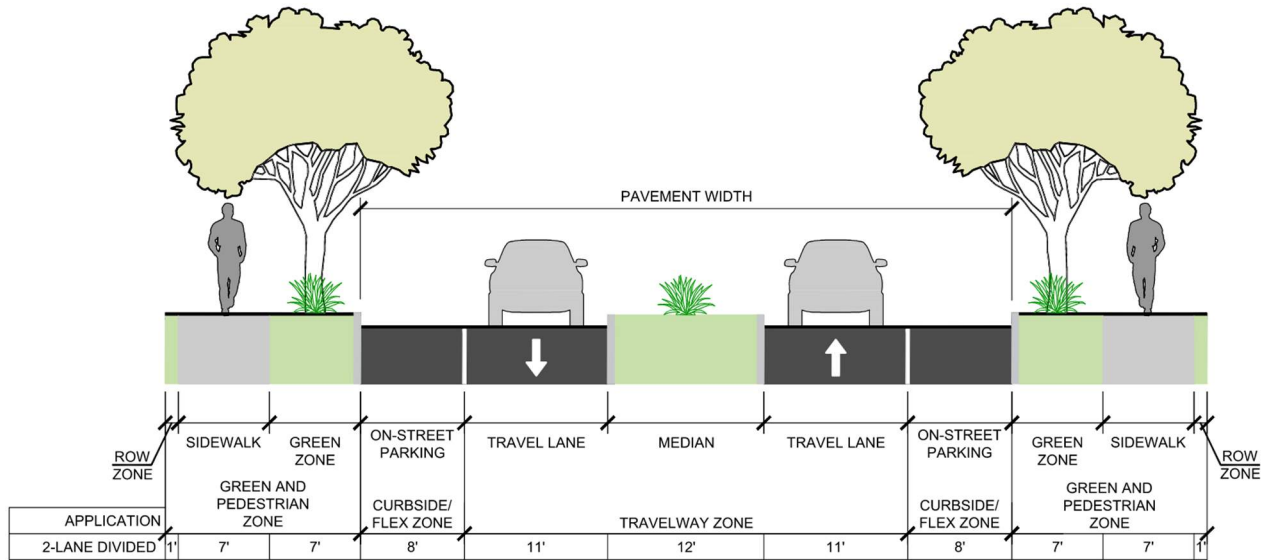 PAVEMENT WIDTH
ROW
ZONE
SIDEWALK
GREEN
ZONE
ON-STREET
PARKING
TRAVEL LANE
MEDIAN
TRAVEL LANE
ON-STREET
PARKING
GREEN
ZONE
SIDEWALK
ROW
ZONE
GREEN AND
PEDESTRIAN
ZONE
CURBSIDE/
FLEX ZONE
TRAVELWAY ZONE
CURBSIDE/
FLEX ZONE
GREEN AND
PEDESTRIAN
ZONE
APPLICATION
2-LANE DIVIDED 1' 7' 7' 8' 11' 12' 11' 8' 7' 7' 1'